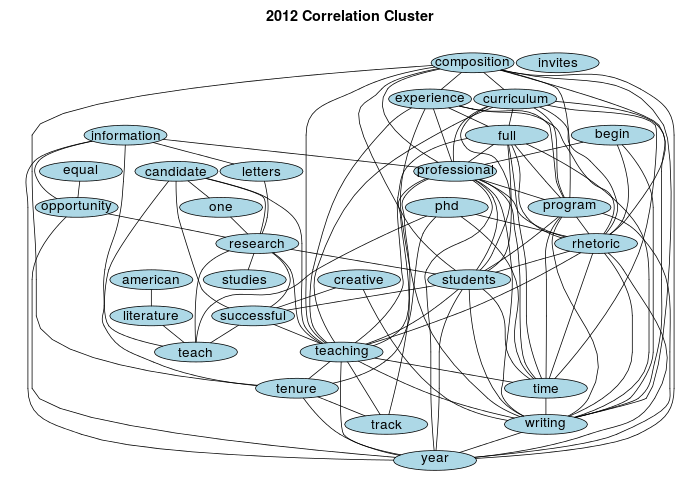 2012 Correlation Cluster
composition
invites
experience
curriculum
information
full
begin
equal
candidate
letters
professional
opportunity
one
phd
program
research
rhetoric
american
studies
creative
students
literature
successful
teach
teaching
tenure
time
track
writing
year